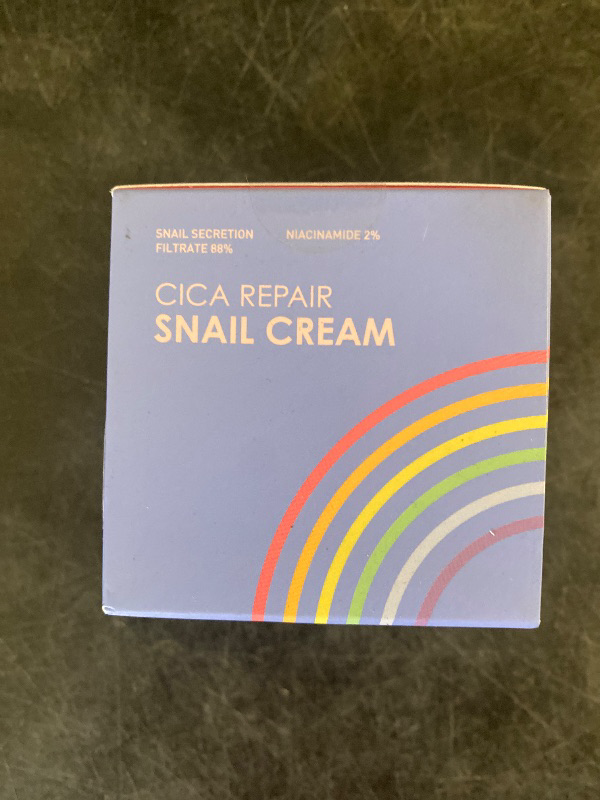 SNAIL SECRETION
FILTRATE 88%
NIACINAMIDE 2%
CICA REPAIR
SNAIL CREAM